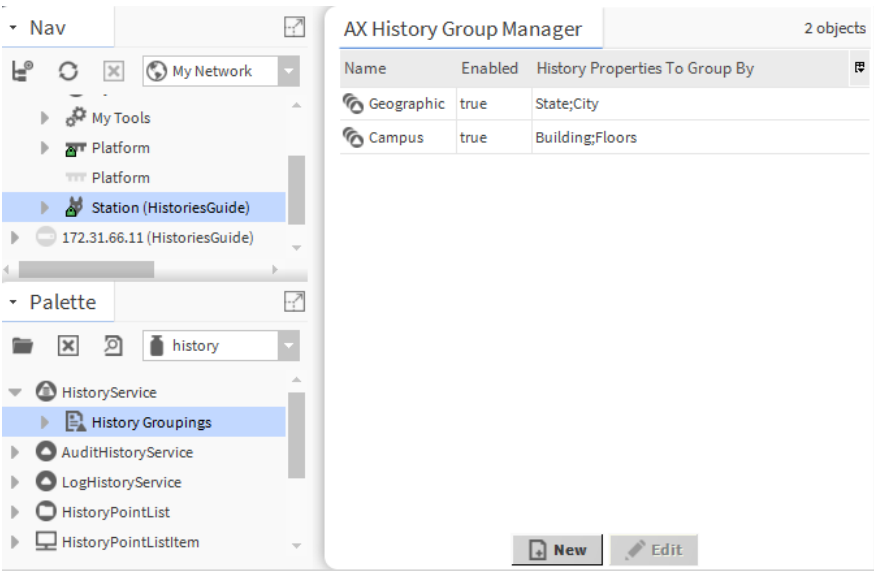 Nav
My Network
My Tools
Platform
Platform
Station (HistoriesGuide)
172.31.66.11 (HistoriesGuide)
Palette
history
HistoryService
History Groupings
AuditHistoryService
LogHistoryService
HistoryPointList
HistoryPointListItem
AX History Group Manager 2 objects
Name Enabled History Properties To Group By
Geographic true State;City
Campus true Building;Floors
New Edit